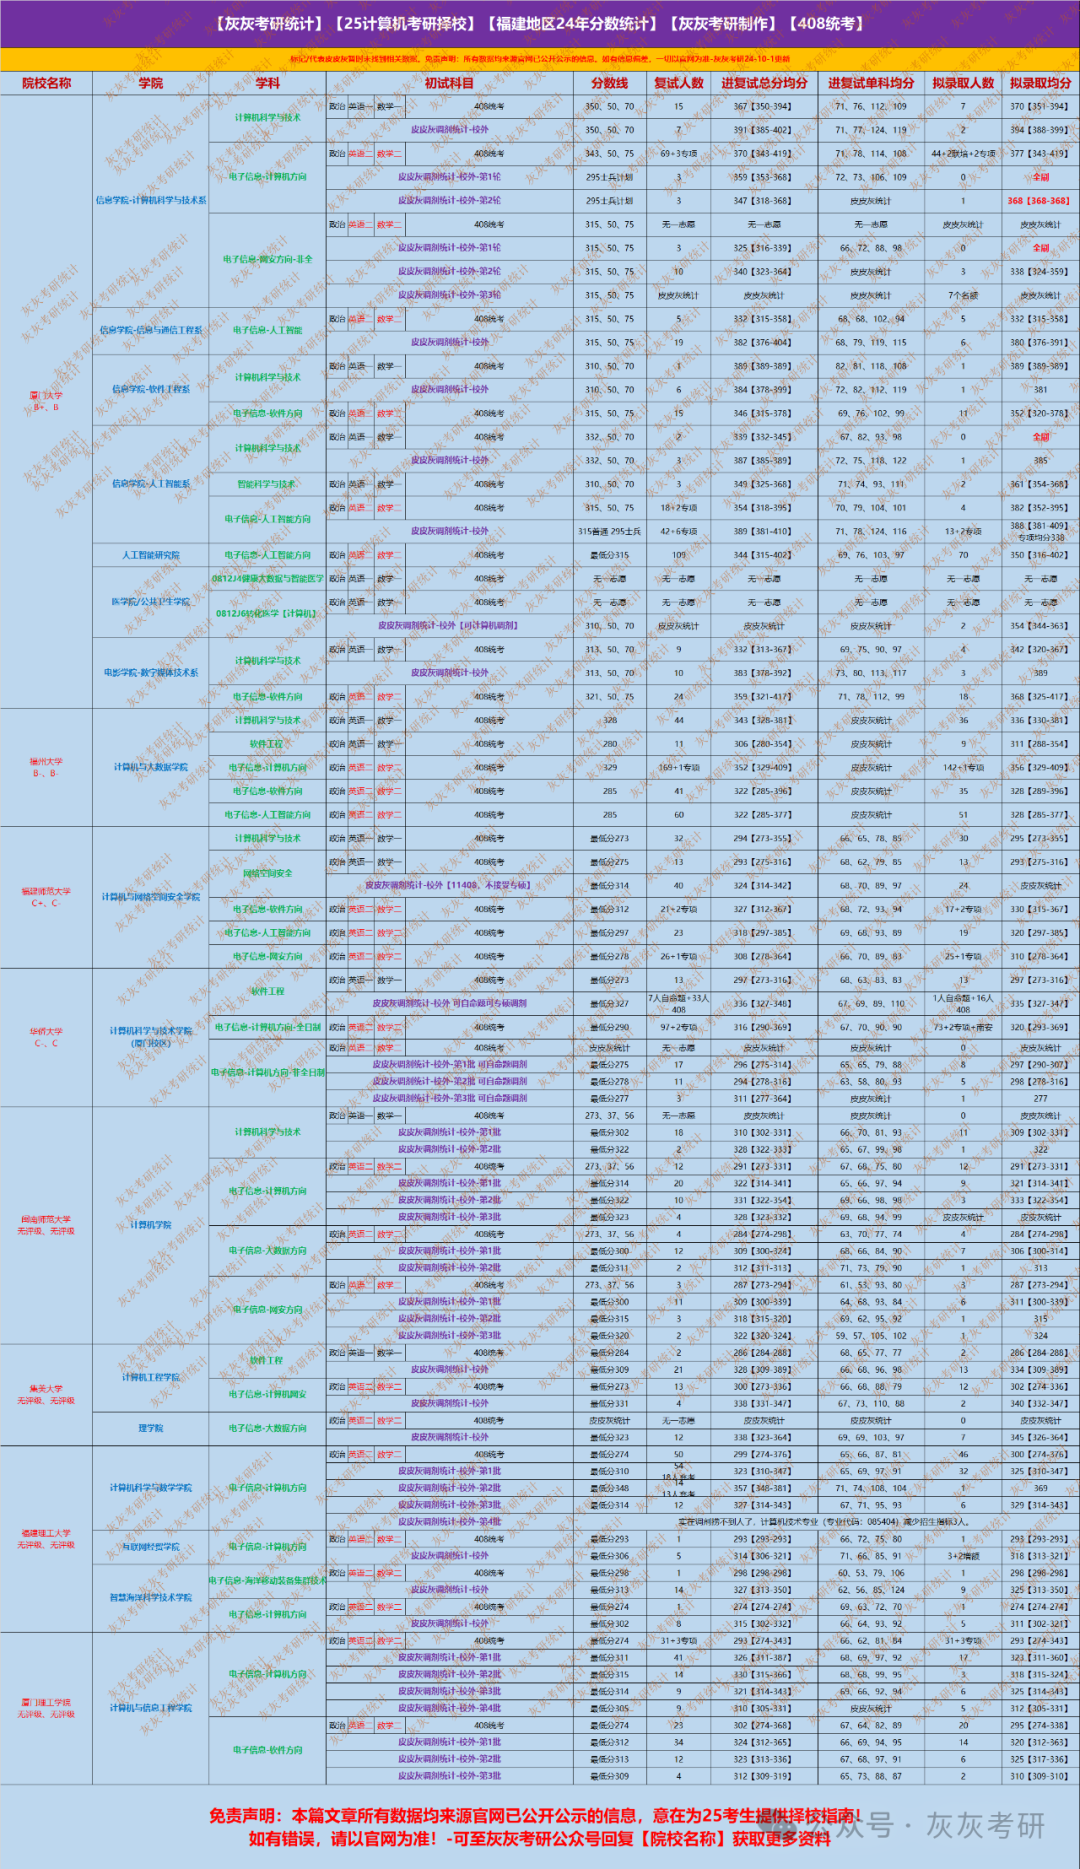 【灰灰考研统计】【25计算机考研择校】【福建地区24年分数统计】【灰灰考研制作】【408统考】
标记/代表皮皮灰暂时未找到相关数据。免责声明：所有数据均来源官网已公开公示的信息，如有信息偏差，一切以官网为准-灰灰考研24-10-1更新
院校名称 学院 学科 初试科目 分数线 复试人数 进复试总分均分 进复试单科均分 拟录取人数 拟录取均分
厦门大学
B+、B
信息学院-计算机科学与技术系
计算机科学与技术
政治 英语一 数学一 408统考 350、50、70 15 367【350-394】 71、76、112、109 7 370【351-394】
皮皮灰调剂统计-校外 350、50、70 7 391【385-402】 71、77、124、119 2 394【388-399】
电子信息-计算机方向
政治 英语二 数学二 408统考 343、50、75 69+3专项 370【343-419】 71、78、114、108 44+2联培+2专项 377【343-419】
皮皮灰调剂统计-校外-第1轮 295士兵计划 3 359【353-368】 72、73、106、109 0 全刷
皮皮灰调剂统计-校外-第2轮 295士兵计划 3 347【318-368】 皮皮灰统计 1 368【368-368】
电子信息-网安方向-非全
政治 英语二 数学二 408统考 315、50、75 无一志愿 无一志愿 无一志愿 皮皮灰统计 皮皮灰统计
皮皮灰调剂统计-校外-第1轮 315、50、75 3 325【316-339】 66、72、88、98 0 全刷
皮皮灰调剂统计-校外-第2轮 315、50、75 10 340【323-364】 皮皮灰统计 3 338【324-359】
皮皮灰调剂统计-校外-第3轮 315、50、75 皮皮灰统计 皮皮灰统计 皮皮灰统计 7个名额 皮皮灰统计
信息学院-信息与通信工程系
电子信息-人工智能
政治 英语二 数学二 408统考 315、50、75 5 332【315-358】 68、68、102、94 5 332【315-358】
皮皮灰调剂统计-校外 315、50、75 19 382【376-404】 68、79、119、115 6 380【376-391】
信息学院-软件工程系
计算机科学与技术
政治 英语一 数学一 408统考 310、50、70 1 389【389-389】 82、81、118、108 1 389【389-389】
皮皮灰调剂统计-校外 310、50、70 6 384【378-399】 72、82、112、119 1 381
电子信息-软件方向 政治 英语二 数学二 408统考 315、50、75 15 346【315-378】 69、76、102、99 11 352【320-378】
信息学院-人工智能系
计算机科学与技术
政治 英语一 数学一 408统考 332、50、70 2 339【332-345】 67、82、93、98 0 全刷
皮皮灰调剂统计-校外 332、50、70 3 387【385-389】 72、75、118、122 1 385
智能科学与技术 政治 英语一 数学一 408统考 310、50、70 3 349【325-368】 71、74、93、111 2 361【354-368】
电子信息-人工智能方向
政治 英语二 数学二 408统考 315、50、75 18+2专项 354【318-395】 70、79、104、101 4 382【352-395】
皮皮灰调剂统计-校外 315普通 295士兵 42+6专项 389【381-410】 71、78、124、116 13+2专项 388【381-409】
专项均分338
人工智能研究院 电子信息-人工智能方向 政治 英语二 数学二 408统考 最低分315 109 344【315-402】 69、76、103、97 70 350【316-402】
医学院/公共卫生学院
0812J4健康大数据与智能医学 政治 英语一 数学一 408统考 无一志愿 无一志愿 无一志愿 无一志愿 无一志愿 无一志愿
0812J6转化医学【计算机】
政治 英语一 数学一 408统考 无一志愿 无一志愿 无一志愿 无一志愿 无一志愿 无一志愿
皮皮灰调剂统计-校外【可计算机调剂】 310、50、70 皮皮灰统计 皮皮灰统计 皮皮灰统计 2 354【344-363】
电影学院-数字媒体技术系
计算机科学与技术
政治 英语一 数学一 408统考 313、50、70 9 332【313-367】 69、75、90、97 4 342【320-367】
皮皮灰调剂统计-校外 313、50、70 10 383【378-392】 73、80、113、117 3 389
电子信息-软件方向 政治 英语二 数学二 408统考 321、50、75 24 359【321-417】 71、78、112、99 18 368【325-417】
福州大学
B-、B-
计算机与大数据学院
计算机科学与技术 政治 英语一 数学一 408统考 328 44 343【328-381】 皮皮灰统计 36 336【330-381】
软件工程 政治 英语一 数学一 408统考 280 11 306【280-354】 皮皮灰统计 9 311【288-354】
电子信息-计算机方向 政治 英语二 数学二 408统考 329 169+1专项 352【329-409】 皮皮灰统计 142+1专项 356【329-409】
电子信息-软件方向 政治 英语二 数学二 408统考 285 41 322【285-396】 皮皮灰统计 35 328【289-396】
电子信息-人工智能方向 政治 英语二 数学二 408统考 285 60 322【285-377】 皮皮灰统计 51 328【285-377】
福建师范大学
C+、C-
计算机与网络空间安全学院
计算机科学与技术 政治 英语一 数学一 408统考 最低分273 32 294【273-355】 66、65、78、85 30 295【273-355】
网络空间安全
政治 英语一 数学一 408统考 最低分275 13 293【275-316】 68、62、79、85 13 293【275-316】
皮皮灰调剂统计-校外【11408，不接受专硕】 最低分314 40 324【314-342】 68、70、89、97 24 皮皮灰统计
电子信息-软件方向 政治 英语二 数学二 408统考 最低分312 21+2专项 327【312-367】 68、72、93、94 17+2专项 330【315-367】
电子信息-人工智能方向 政治 英语二 数学二 408统考 最低分297 23 318【297-385】 66、68、93、89 19 320【297-385】
电子信息-网安方向 政治 英语二 数学二 408统考 最低分278 26+1专项 308【278-364】 66、70、89、83 25+1专项 310【278-364】
华侨大学
C-、C
计算机科学与技术学院
(厦门校区)
软件工程
政治 英语一 数学一 408统考 最低分273 13 297【273-316】 68、63、83、83 13 297【273-316】
皮皮灰调剂统计-校外 可自命题可专硕调剂 最低分327 7人自命题+33人408 336【327-348】 67、69、89、110 1人自命题+16人408 335【327-347】
电子信息-计算机方向-全日制 政治 英语二 数学二 408统考 最低分290 97+2专项 316【290-369】 67、70、90、90 73+2专项+南安 320【293-369】
电子信息-计算机方向-非全日制
政治 英语二 数学二 408统考 皮皮灰统计 无一志愿 皮皮灰统计 皮皮灰统计 0 皮皮灰统计
皮皮灰调剂统计-校外-第1批 可自命题调剂 最低分275 17 296【275-314】 65、65、79、88 8 297【290-307】
皮皮灰调剂统计-校外-第2批 可自命题调剂 最低分278 11 294【278-316】 63、58、80、93 5 298【278-316】
皮皮灰调剂统计-校外-第3批 可自命题调剂 最低分277 3 311【277-364】 皮皮灰统计 1 277
闽南师范大学
无评级、无评级
计算机学院
计算机科学与技术
政治 英语一 数学一 408统考 273、37、56 无一志愿 皮皮灰统计 皮皮灰统计 0 皮皮灰统计
皮皮灰调剂统计-校外-第1批 最低分302 18 310【302-331】 66、70、81、93 11 309【302-331】
皮皮灰调剂统计-校外-第2批 最低分322 2 328【322-333】 65、67、99、98 1 322
电子信息-计算机方向
政治 英语二 数学二 408统考 273、37、56 12 291【273-331】 67、68、75、80 12 291【273-331】
皮皮灰调剂统计-校外-第1批 最低分314 20 322【314-341】 65、66、97、94 9 321【314-341】
皮皮灰调剂统计-校外-第2批 最低分322 10 331【322-354】 69、66、98、98 3 333【322-354】
皮皮灰调剂统计-校外-第3批 最低分323 4 328【323-332】 69、68、94、99 皮皮灰统计 皮皮灰统计
电子信息-大数据方向
政治 英语二 数学二 408统考 273、37、56 4 284【274-298】 63、70、77、74 4 284【274-298】
皮皮灰调剂统计-校外-第1批 最低分300 12 309【300-324】 68、66、84、90 7 306【300-314】
皮皮灰调剂统计-校外-第2批 最低分311 2 312【311-313】 71、73、79、90 1 313
电子信息-网安方向
政治 英语二 数学二 408统考 273、37、56 3 287【273-294】 61、53、93、80 3 287【273-294】
皮皮灰调剂统计-校外-第1批 最低分300 11 309【300-339】 64、68、93、84 6 311【300-339】
皮皮灰调剂统计-校外-第2批 最低分315 3 318【315-320】 69、62、95、92 1 315
皮皮灰调剂统计-校外-第3批 最低分320 2 322【320-324】 59、57、105、102 1 324
集美大学
无评级、无评级
计算机工程学院
软件工程
政治 英语一 数学一 408统考 最低分284 2 286【284-288】 68、65、77、77 2 286【284-288】
皮皮灰调剂统计-校外 最低分309 21 328【309-389】 66、68、96、98 13 334【309-389】
电子信息-计算机网安
政治 英语二 数学二 408统考 最低分273 13 300【273-336】 66、68、88、79 12 302【274-336】
皮皮灰调剂统计-校外 最低分331 4 338【331-347】 67、73、110、88 2 340【332-347】
理学院
电子信息-大数据方向
政治 英语二 数学二 408统考 皮皮灰统计 无一志愿 皮皮灰统计 皮皮灰统计 0 皮皮灰统计
皮皮灰调剂统计-校外 最低分323 12 338【323-364】 69、69、103、97 7 345【326-364】
福建理工大学
无评级、无评级
计算机科学与数学学院
电子信息-计算机方向
政治 英语二 数学二 408统考 最低分274 50 299【274-376】 65、66、87、81 46 300【274-376】
皮皮灰调剂统计-校外-第1批 最低分310 54 323【310-347】 65、69、97、91 32 325【310-347】
皮皮灰调剂统计-校外-第2批 最低分348 14 357【348-381】 71、74、108、104 1 369
皮皮灰调剂统计-校外-第3批 最低分314 12 327【314-343】 67、71、95、93 6 329【314-343】
皮皮灰调剂统计-校外-第4批 实在调剂招不到人了，计算机技术专业（专业代码：085404）减少招生指标3人。
互联网经贸学院
电子信息-计算机方向
政治 英语二 数学二 408统考 最低分293 1 293【293-293】 66、72、75、80 1 293【293-293】
皮皮灰调剂统计-校外 最低分306 5 314【306-321】 71、66、85、91 3+2增额 318【313-321】
智慧海洋科学技术学院
电子信息-海洋移动装备集群技术
政治 英语二 数学二 408统考 最低分298 1 298【298-298】 60、53、79、106 1 298【298-298】
皮皮灰调剂统计-校外 最低分313 14 327【313-350】 62、56、85、124 9 325【313-350】
电子信息-计算机方向
政治 英语二 数学二 408统考 最低分274 1 274【274-274】 69、63、72、70 1 274【274-274】
皮皮灰调剂统计-校外 最低分302 8 315【302-332】 66、64、93、92 5 311【302-321】
厦门理工学院
无评级、无评级
计算机与信息工程学院
电子信息-计算机方向
政治 英语二 数学二 408统考 最低分274 31+3专项 293【274-343】 66、62、81、84 31+3专项 293【274-343】
皮皮灰调剂统计-校外-第1批 最低分311 41 326【311-387】 68、69、97、92 17 323【311-360】
皮皮灰调剂统计-校外-第2批 最低分315 14 330【315-366】 68、68、99、95 3 318【315-324】
皮皮灰调剂统计-校外-第3批 最低分314 9 321【314-343】 69、66、92、94 6 325【314-343】
皮皮灰调剂统计-校外-第4批 最低分305 9 310【305-331】 皮皮灰统计 5 312【305-331】
电子信息-软件方向
政治 英语二 数学二 408统考 最低分274 23 302【274-368】 67、64、82、89 20 295【274-338】
皮皮灰调剂统计-校外-第1批 最低分312 34 324【312-365】 66、69、94、95 14 320【312-363】
皮皮灰调剂统计-校外-第2批 最低分313 12 323【313-336】 67、68、97、91 6 325【317-336】
皮皮灰调剂统计-校外-第3批 最低分309 4 312【309-319】 65、73、88、87 2 310【309-310】
免责声明：本篇文章所有数据均来源官网已公开公示的信息，意在为25考生提供择校指南！
如有错误，请以官网为准！-可至灰灰考研公众号回复【院校名称】获取更多资料
公众号 · 灰灰考研